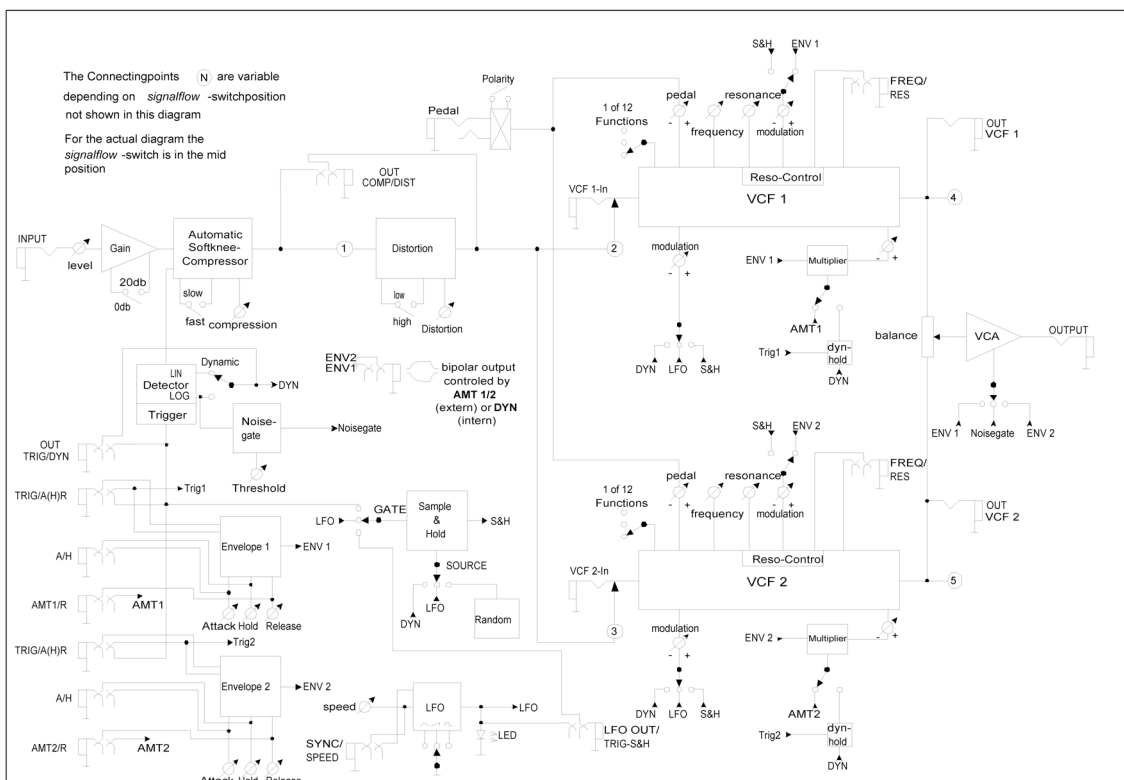 The Connectingpoints N are variable
depending on signalflow -switchposition
not shown in this diagram
For the actual diagram the
signalflow -switch is in the mid
position
Polarity
Pedal
S&H ENV 1
pedal resonance
1 of 12
Functions
- + frequency modulation
FREQ/
RES
OUT
VCF 1
OUT
COMP/DIST
VCF 1-In
Reso-Control
VCF 1
4
INPUT
level
Gain
20db
0db
Automatic
Softknee-
Compressor
slow
fast compression
1
Distortion
low
high Distortion
2
modulation
- +
ENV 1
Multiplier
- +
AMT1
Trig1
dyn-
hold
DYN
DYN LFO S&H
balance
VCA
OUTPUT
ENV 1 Noisegate ENV 2
LIN
Detector
LOG
Trigger
Dynamic
DYN
Noise-
gate
Noisegate
Threshold
ENV2
ENV1
bipolar output
controled by
AMT 1/2
(extern) or DYN
(intern)
OUT
TRIG/DYN
TRIG/A(H)R
Trig1
A/H
Envelope 1
ENV 1
AMT1/R
AMT1
Attack Hold Release
LFO
GATE
Sample
&
Hold
S&H
SOURCE
DYN
LFO
Random
S&H ENV 2
pedal resonance
1 of 12
Functions
- + frequency - +
modulation
FREQ/
RES
OUT
VCF 2
VCF 2-In
Reso-Control
VCF 2
5
3
modulation
- +
ENV 2
Multiplier
- +
AMT2
Trig2
dyn-
hold
DYN
DYN LFO S&H
TRIG/A(H)R
Trig2
A/H
Envelope 2
ENV 2
AMT2/R
AMT2
Attack Hold Release
speed
SYNC/
SPEED
LFO
LFO
LED
LFO OUT/
TRIG-S&H